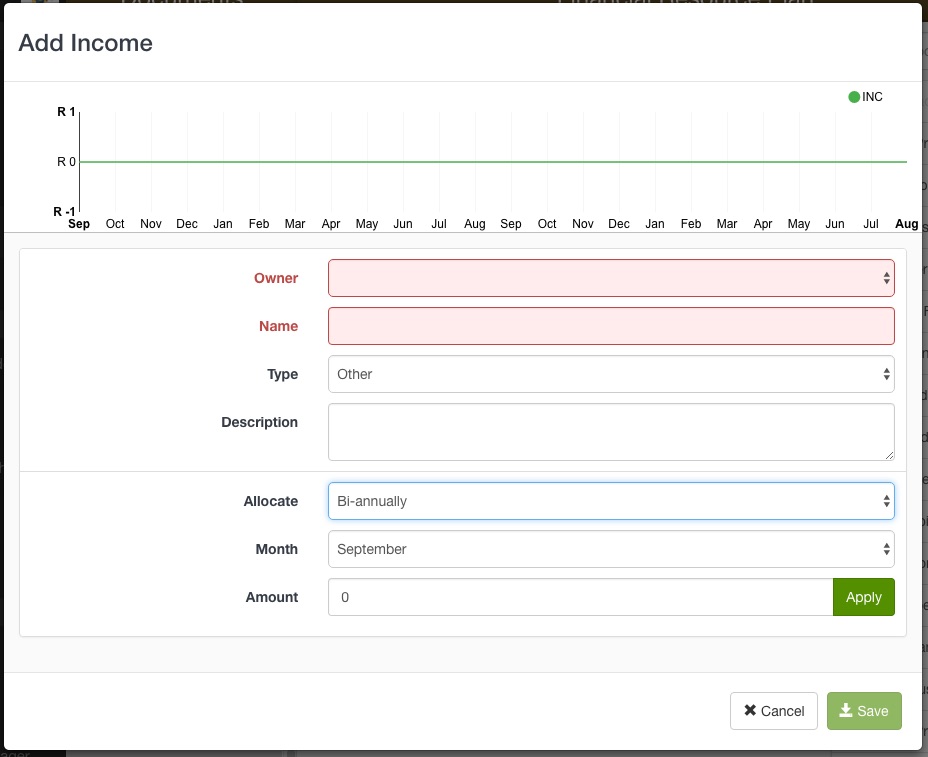 Add Income
INC
R 1
R 0
R -1
Sep Oct Nov Dec Jan Feb Mar Apr May Jun Jul Aug Sep Oct Nov Dec Jan Feb Mar Apr May Jun Jul Aug
Owner
Name
Type Other
Description
Allocate Bi-annually
Month September
Amount 0 Apply
Cancel Save